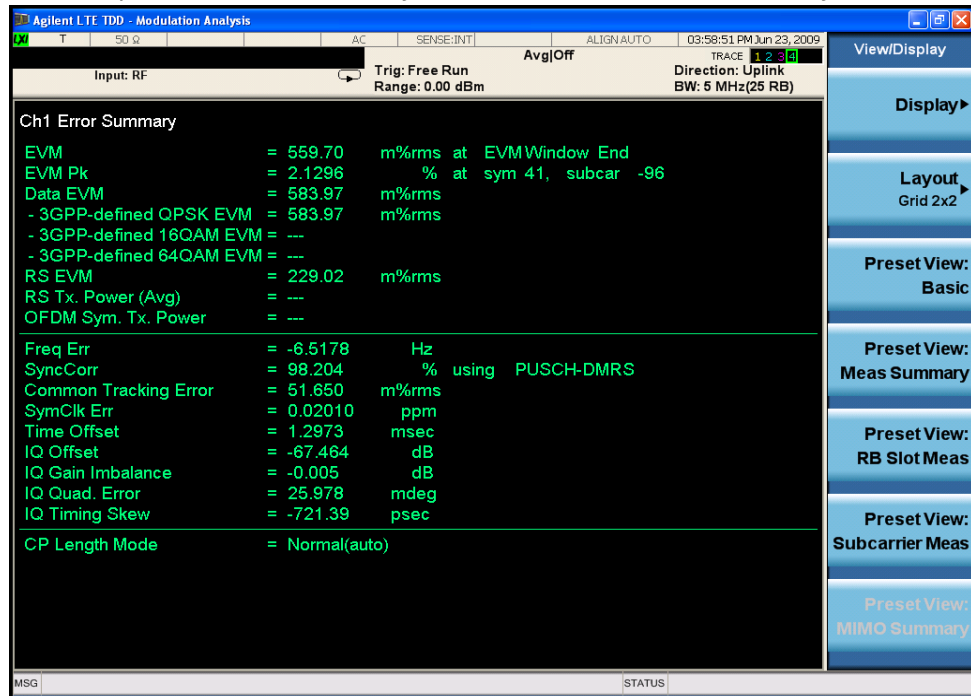 Agilent LTE TDD - Modulation Analysis
LXI T 50 Ω AC SENSE:INT ALIGN AUTO 03:58:51 PM Jun 23, 2009
Avg|Off TRACE 1 2 3 4
Input: RF Trig: Free Run Direction: Uplink
Range: 0.00 dBm BW: 5 MHz(25 RB)
Ch1 Error Summary
EVM = 559.70 m%rms at EVM Window End
EVM Pk = 2.1296 % at sym 41, subcar -96
Data EVM = 583.97 m%rms
- 3GPP-defined QPSK EVM = 583.97 m%rms
- 3GPP-defined 16QAM EVM = ---
- 3GPP-defined 64QAM EVM = ---
RS EVM = 229.02 m%rms
RS Tx. Power (Avg) = ---
OFDM Sym. Tx. Power = ---
Freq Err = -6.5178 Hz
SyncCorr = 98.204 % using PUSCH-DMRS
Common Tracking Error = 51.650 m%rms
SymClk Err = 0.02010 ppm
Time Offset = 1.2973 msec
IQ Offset = -67.464 dB
IQ Gain Imbalance = -0.005 dB
IQ Quad. Error = 25.978 mdeg
IQ Timing Skew = -721.39 psec
CP Length Mode = Normal(auto)
View/Display
Display
Layout
Grid 2x2
Preset View:
Basic
Preset View:
Meas Summary
Preset View:
RB Slot Meas
Preset View:
Subcarrier Meas
Preset View:
MIMO Summary
MSG STATUS